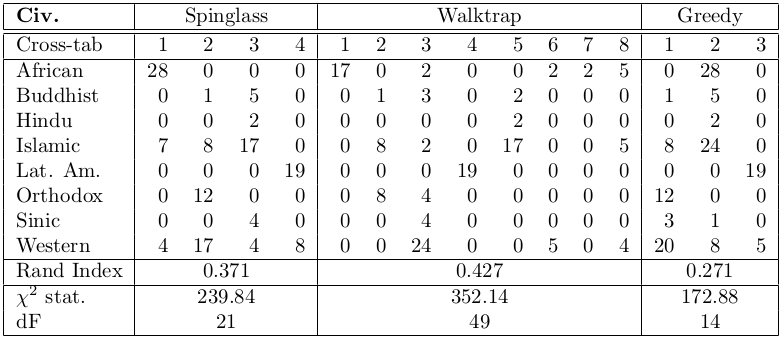 Civ. Spinglass Walktrap Greedy
Cross-tab 1 2 3 4 1 2 3 4 5 6 7 8 1 2 3
African 28 0 0 0 17 0 2 0 0 2 2 5 0 28 0
Buddhist 0 1 5 0 0 1 3 0 2 0 0 0 1 5 0
Hindu 0 0 2 0 0 0 0 0 2 0 0 0 0 2 0
Islamic 7 8 17 0 0 8 2 0 17 0 0 5 8 24 0
Lat. Am. 0 0 0 19 0 0 0 19 0 0 0 0 0 0 19
Orthodox 0 12 0 0 0 8 4 0 0 0 0 0 12 0 0
Sinic 0 0 4 0 0 0 4 0 0 0 0 0 3 1 0
Western 4 17 4 8 0 0 24 0 0 5 0 4 20 8 5
Rand Index 0.371 0.427 0.271
χ² stat. 239.84 352.14 172.88
dF 21 49 14